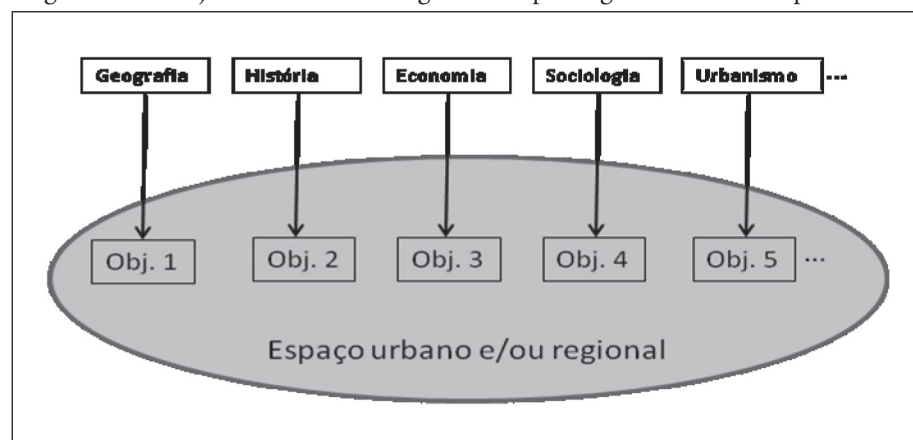 Geografia História Economia Sociologia Urbanismo ...
Obj. 1 Obj. 2 Obj. 3 Obj. 4 Obj. 5 ...
Espaço urbano e/ou regional